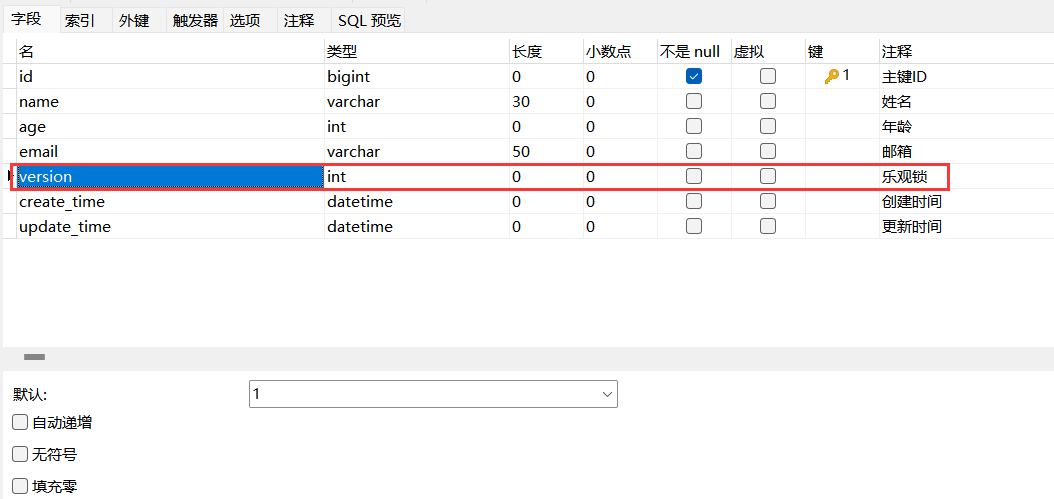 字段 索引 外键 触发器 选项 注释 SQL 预览
名 类型 长度 小数点 不是 null 虚拟 键 注释
id bigint 0 0 1 主键ID
name varchar 30 0 姓名
age int 0 0 年龄
email varchar 50 0 邮箱
version int 0 0 乐观锁
create_time datetime 0 0 创建时间
update_time datetime 0 0 更新时间
默认: 1
自动递增
无符号
填充零